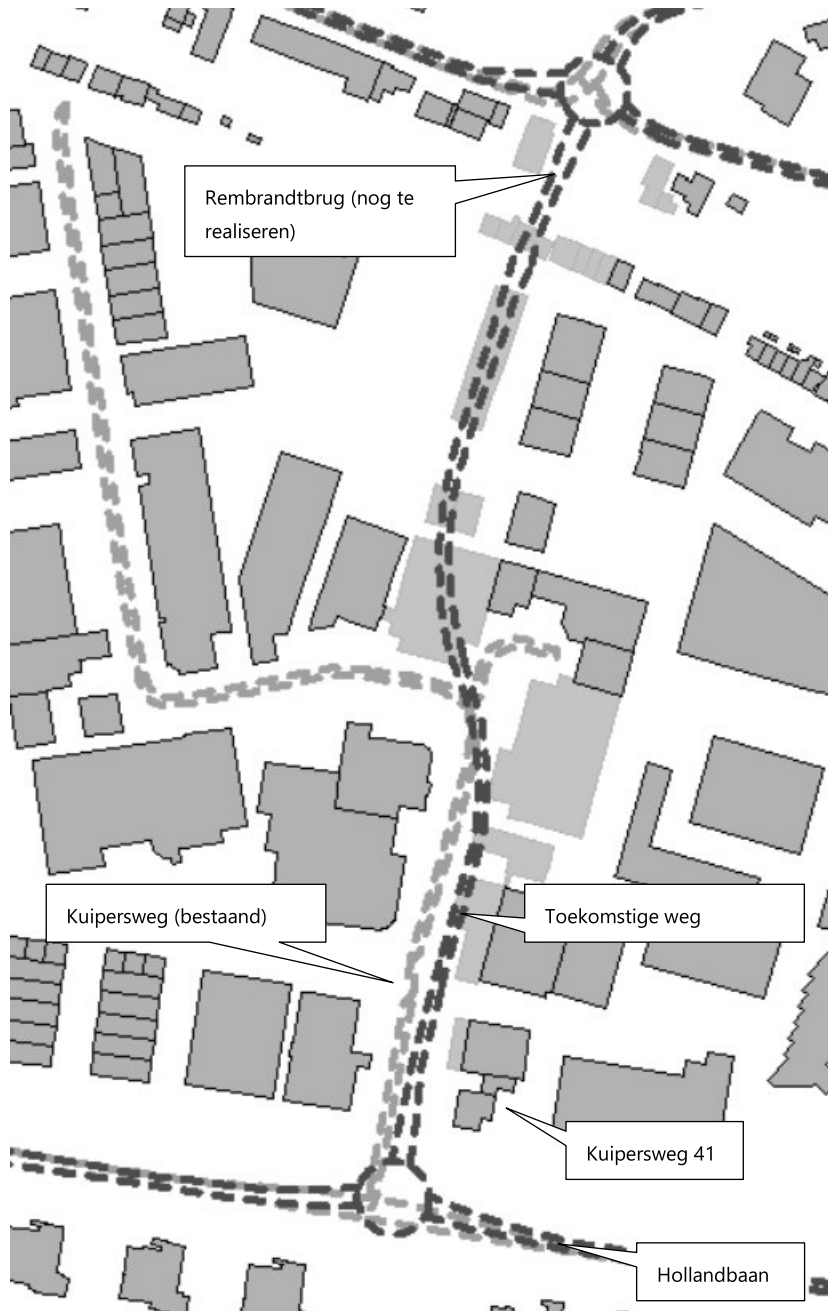 Rembrandtbrug (nog te
realiseren)
Kuipersweg (bestaand)
Toekomstige weg
Kuipersweg 41
Hollandbaan